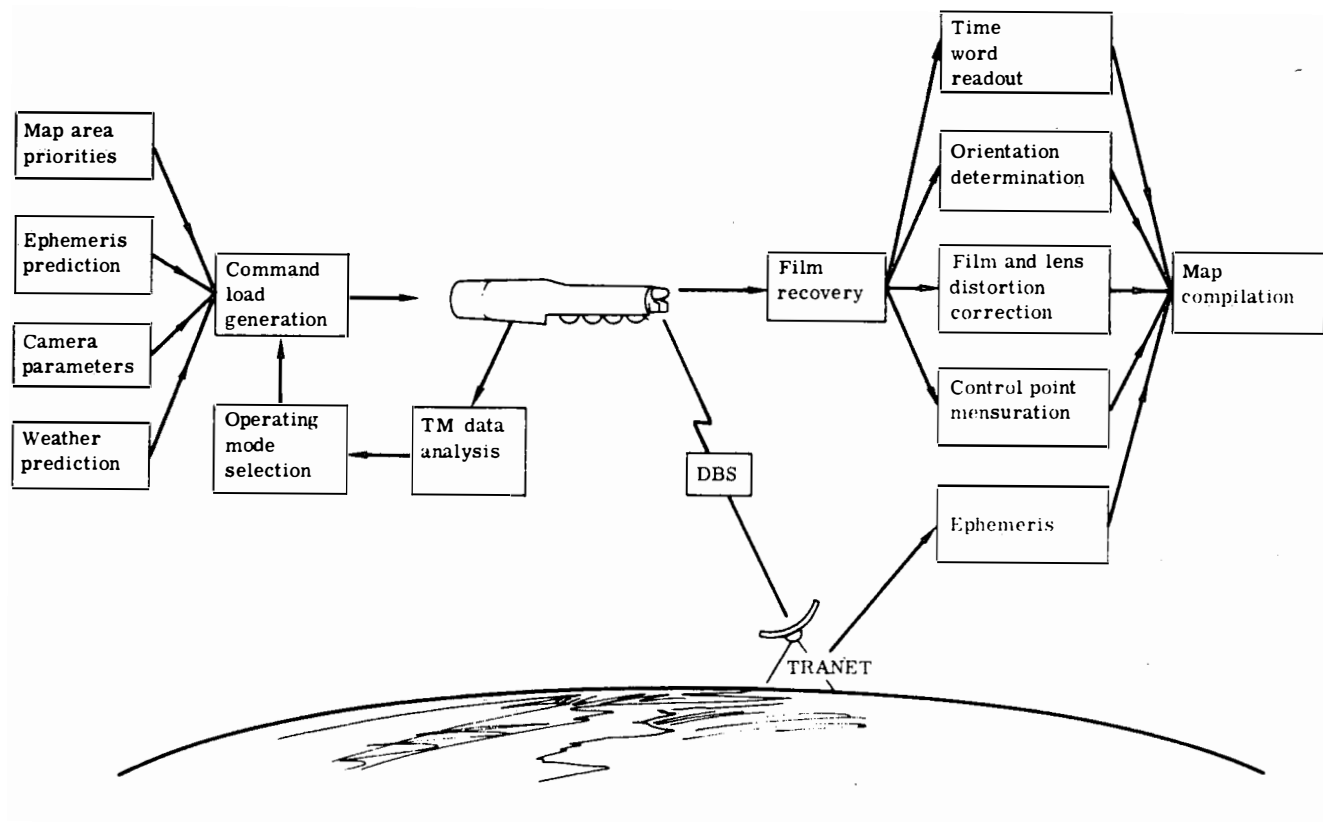 Map area
priorities
Ephemeris
prediction
Camera
parameters
Weather
prediction
Command
load
generation
Operating
mode
selection
TM data
analysis
Film
recovery
DBS
TRANET
Time
word
readout
Orientation
determination
Film and lens
distortion
correction
Control point
mensuration
Ephemeris
Map
compilation